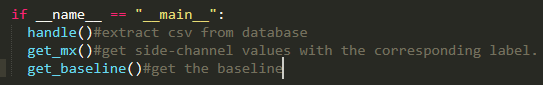 if __name__ == "__main__":
  handle()#extract csv from database
  get_mx()#get side-channel values with the corresponding label.
  get_baseline()#get the baseline